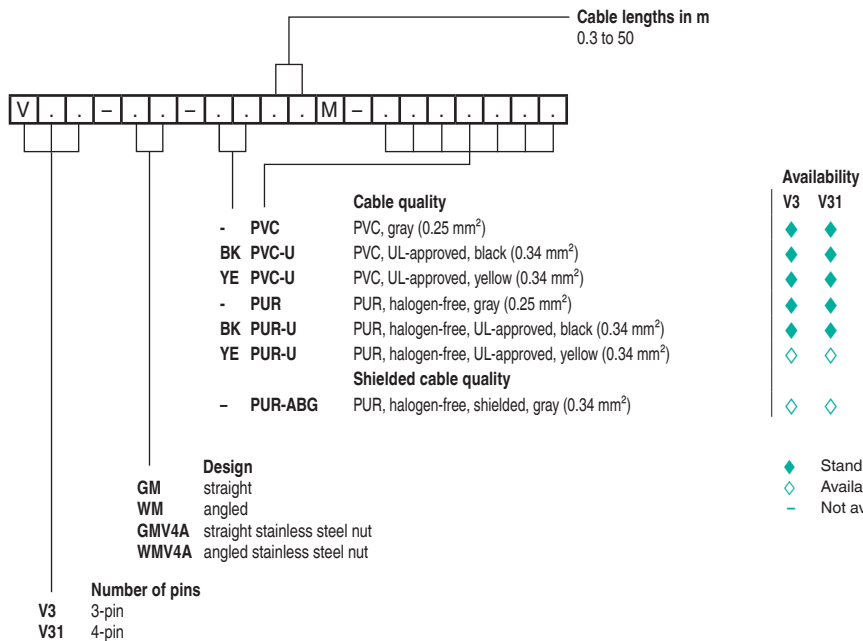 Cable lengths in m
0.3 to 50
V . . – . . – . . . . M – . . . . . . .
Availability
Cable quality V3 V31
- PVC PVC, gray (0.25 mm²) ◆ ◆
BK PVC-U PVC, UL-approved, black (0.34 mm²) ◆ ◆
YE PVC-U PVC, UL-approved, yellow (0.34 mm²) ◆ ◆
- PUR PUR, halogen-free, gray (0.25 mm²) ◆ ◆
BK PUR-U PUR, halogen-free, UL-approved, black (0.34 mm²) ◆ ◆
YE PUR-U PUR, halogen-free, UL-approved, yellow (0.34 mm²) ◇ ◇
Shielded cable quality
– PUR-ABG PUR, halogen-free, shielded, gray (0.34 mm²) ◇ ◇
◆ Stand
◇ Availa
– Not av
Design
GM straight
WM angled
GMV4A straight stainless steel nut
WMV4A angled stainless steel nut
Number of pins
V3 3-pin
V31 4-pin